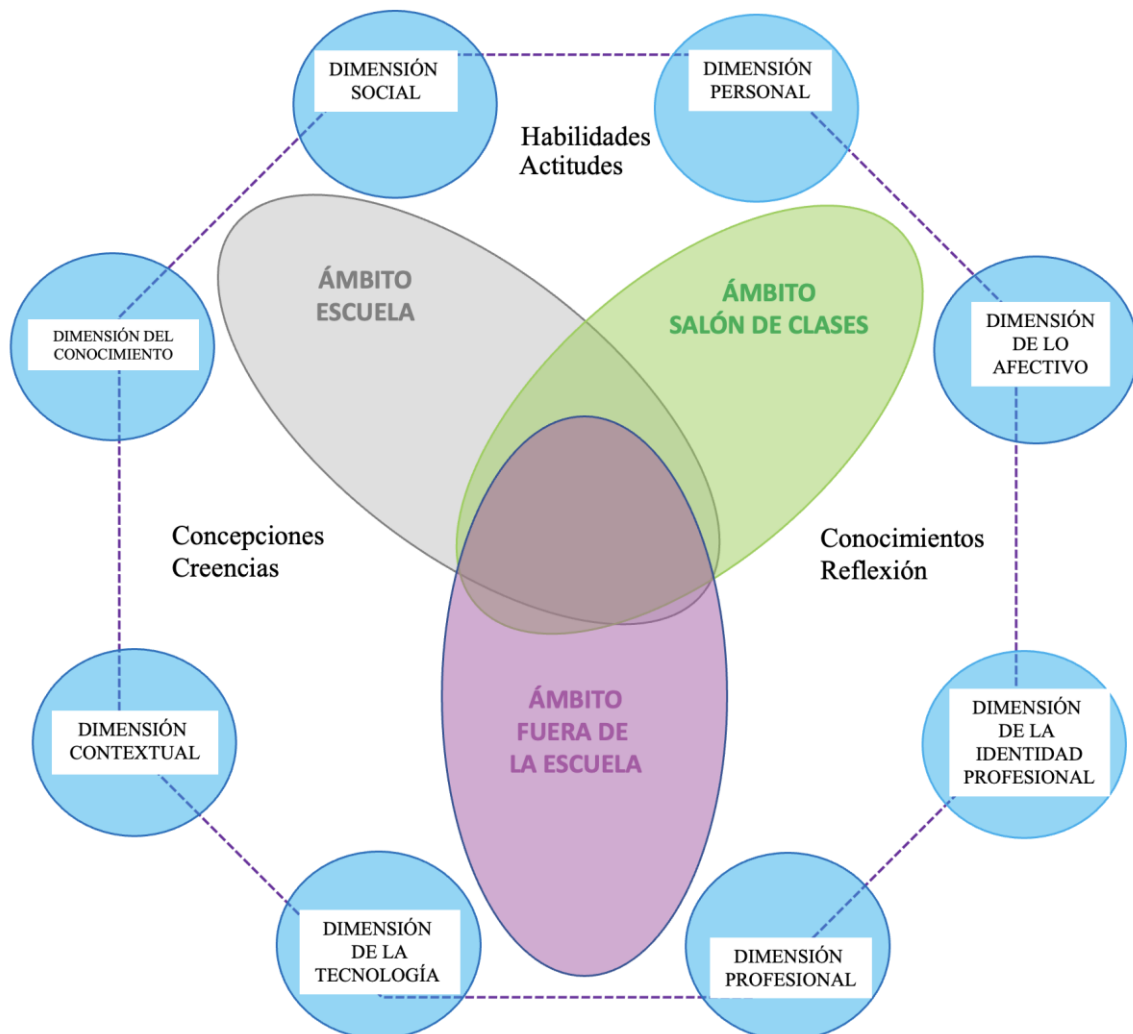 DIMENSIÓN
SOCIAL
DIMENSIÓN
PERSONAL
Habilidades
Actitudes
ÁMBITO
ESCUELA
ÁMBITO
SALÓN DE CLASES
DIMENSIÓN DEL
CONOCIMIENTO
DIMENSIÓN
DE LO
AFECTIVO
Concepciones
Creencias
Conocimientos
Reflexión
DIMENSIÓN
CONTEXTUAL
ÁMBITO
FUERA DE
LA ESCUELA
DIMENSIÓN
DE LA
IDENTIDAD
PROFESIONAL
DIMENSIÓN
DE LA
TECNOLOGÍA
DIMENSIÓN
PROFESIONAL